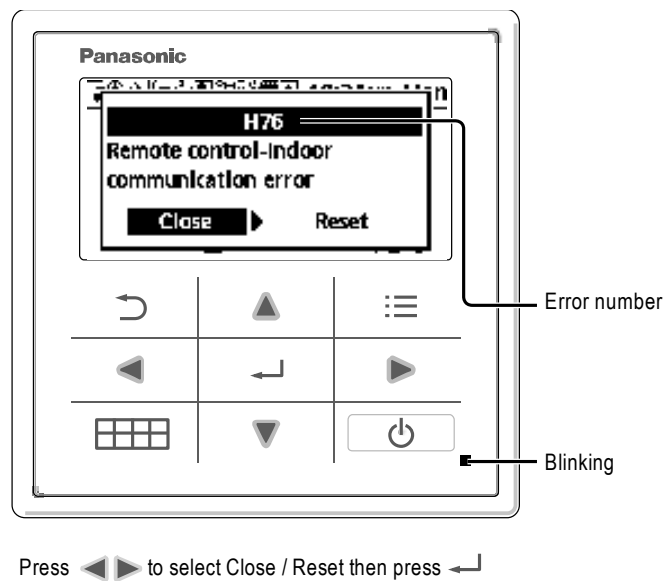 Panasonic
H76
Remote control-Indoor
communication error
Close Reset
Error number
Blinking
Press to select Close / Reset then press